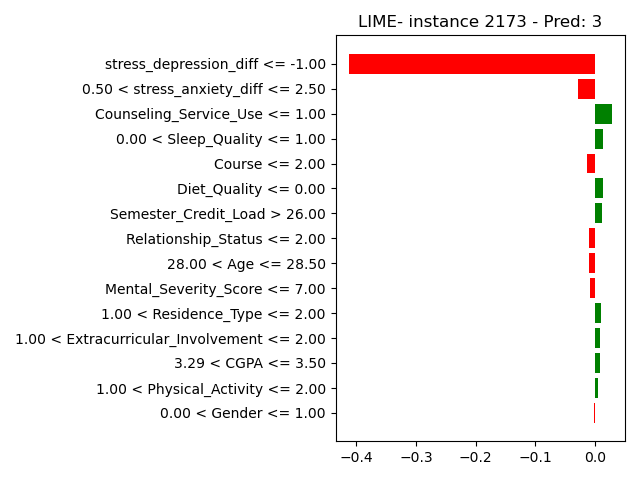 LIME- instance 2173 - Pred: 3
stress_depression_diff <= -1.00
0.50 < stress_anxiety_diff <= 2.50
Counseling_Service_Use <= 1.00
0.00 < Sleep_Quality <= 1.00
Course <= 2.00
Diet_Quality <= 0.00
Semester_Credit_Load > 26.00
Relationship_Status <= 2.00
28.00 < Age <= 28.50
Mental_Severity_Score <= 7.00
1.00 < Residence_Type <= 2.00
1.00 < Extracurricular_Involvement <= 2.00
3.29 < CGPA <= 3.50
1.00 < Physical_Activity <= 2.00
0.00 < Gender <= 1.00
−0.4 −0.3 −0.2 −0.1 0.0